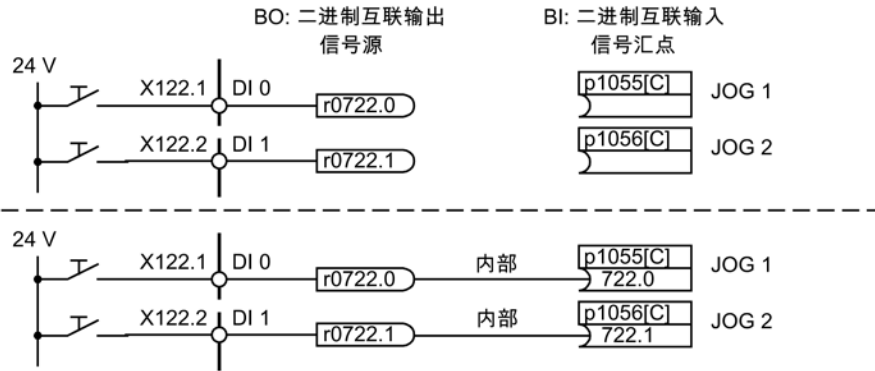 BO: 二进制互联输出 BI: 二进制互联输入
信号源 信号汇点
24 V
X122.1 DI 0 r0722.0 p1055[C] JOG 1
X122.2 DI 1 r0722.1 p1056[C] JOG 2
24 V
X122.1 DI 0 r0722.0 内部 p1055[C] JOG 1
722.0
X122.2 DI 1 r0722.1 内部 p1056[C] JOG 2
722.1